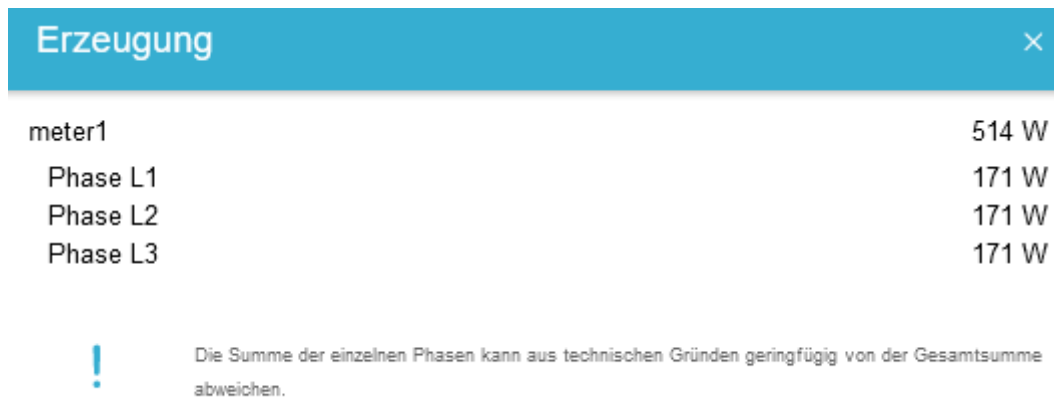 Erzeugung ×
meter1 514 W
Phase L1 171 W
Phase L2 171 W
Phase L3 171 W
! Die Summe der einzelnen Phasen kann aus technischen Gründen geringfügig von der Gesamtsumme
abweichen.